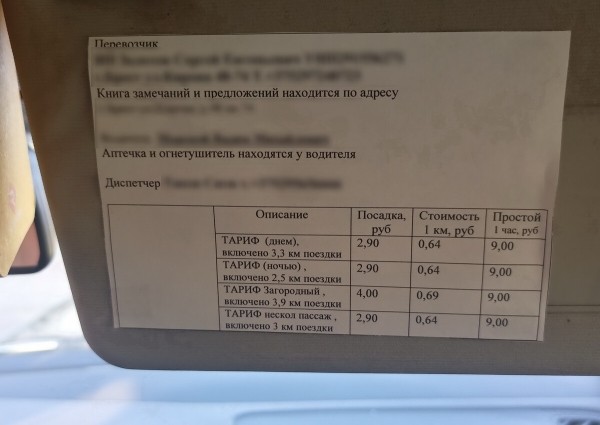 Перевозчик
Книга замечаний и предложений находится по адресу
Аптечка и огнетушитель находятся у водителя
Диспетчер
Описание Посадка, руб Стоимость 1 км, руб Простой 1 час, руб
ТАРИФ (днем), включено 3,3 км поездки 2,90 0,64 9,00
ТАРИФ (ночью) , включено 2,5 км поездки 2,90 0,64 9,00
ТАРИФ Загородный , включено 3,9 км поездки 4,00 0,69 9,00
ТАРИФ нескол пассаж , включено 3 км поездки 2,90 0,64 9,00